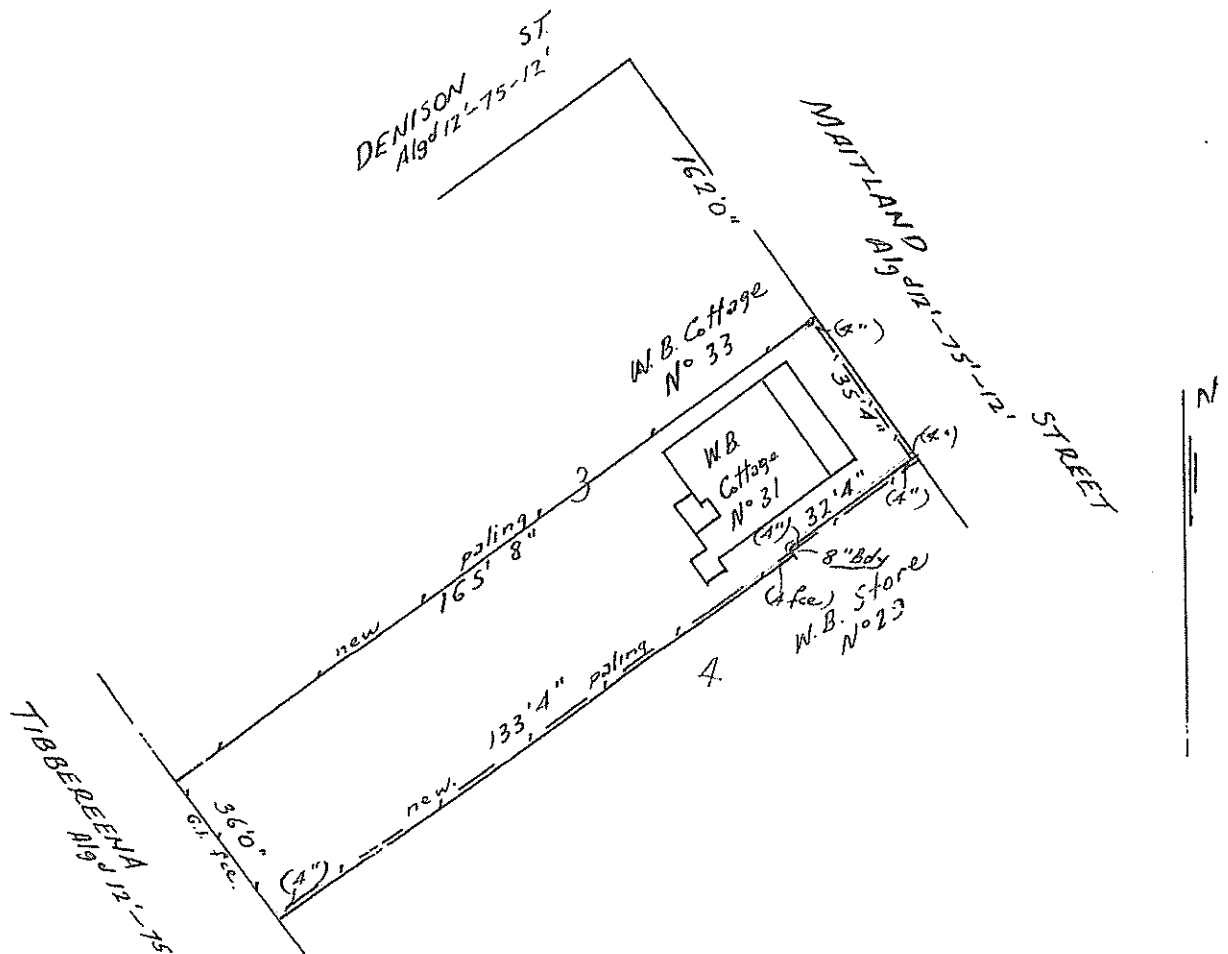 DENISON ST.
Algd 12'-75-12'
162'0"
MAITLAND STREET
Algd 12'-75'-12'
W.B. Cottage
No 33
35'4"
W.B.
Cottage
No 31
3
paling
165' 8"
new
(4")
32'4"
(4")
8"Bdy
W.B. Store
4.
paling
133'4"
new.
36'0"
G.I. fce.
(4")
TIBBEREENA
Algd 12'-75
N